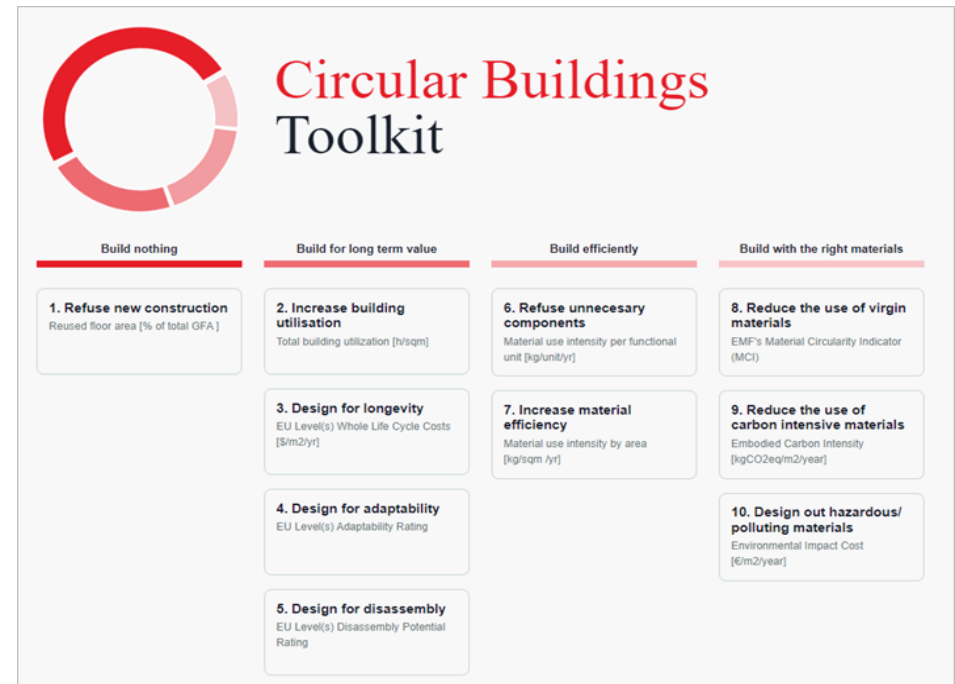 Circular Buildings
Toolkit
Build nothing
1. Refuse new construction
Reused floor area [% of total GFA ]
Build for long term value
2. Increase building
utilisation
Total building utilization [h/sqm]
3. Design for longevity
EU Level(s) Whole Life Cycle Costs
[$/m2/yr]
4. Design for adaptability
EU Level(s) Adaptability Rating
5. Design for disassembly
EU Level(s) Disassembly Potential
Rating
Build efficiently
6. Refuse unnecesary
components
Material use intensity per functional
unit [kg/unit/yr]
7. Increase material
efficiency
Material use intensity by area
[kg/sqm /yr]
Build with the right materials
8. Reduce the use of virgin
materials
EMF's Material Circularity Indicator
(MCI)
9. Reduce the use of
carbon intensive materials
Embodied Carbon Intensity
[kgCO2eq/m2/year]
10. Design out hazardous/
polluting materials
Environmental Impact Cost
[€/m2/year]